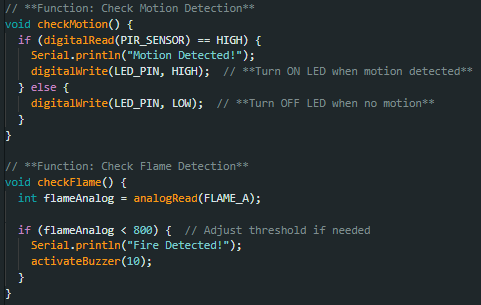 // **Function: Check Motion Detection**
void checkMotion() {
  if (digitalRead(PIR_SENSOR) == HIGH) {
    Serial.println("Motion Detected!");
    digitalWrite(LED_PIN, HIGH);  // **Turn ON LED when motion detected**
  } else {
    digitalWrite(LED_PIN, LOW);  // **Turn OFF LED when no motion**
  }
}

// **Function: Check Flame Detection**
void checkFlame() {
  int flameAnalog = analogRead(FLAME_A);

  if (flameAnalog < 800) {  // Adjust threshold if needed
    Serial.println("Fire Detected!");
    activateBuzzer(10);
  }
}